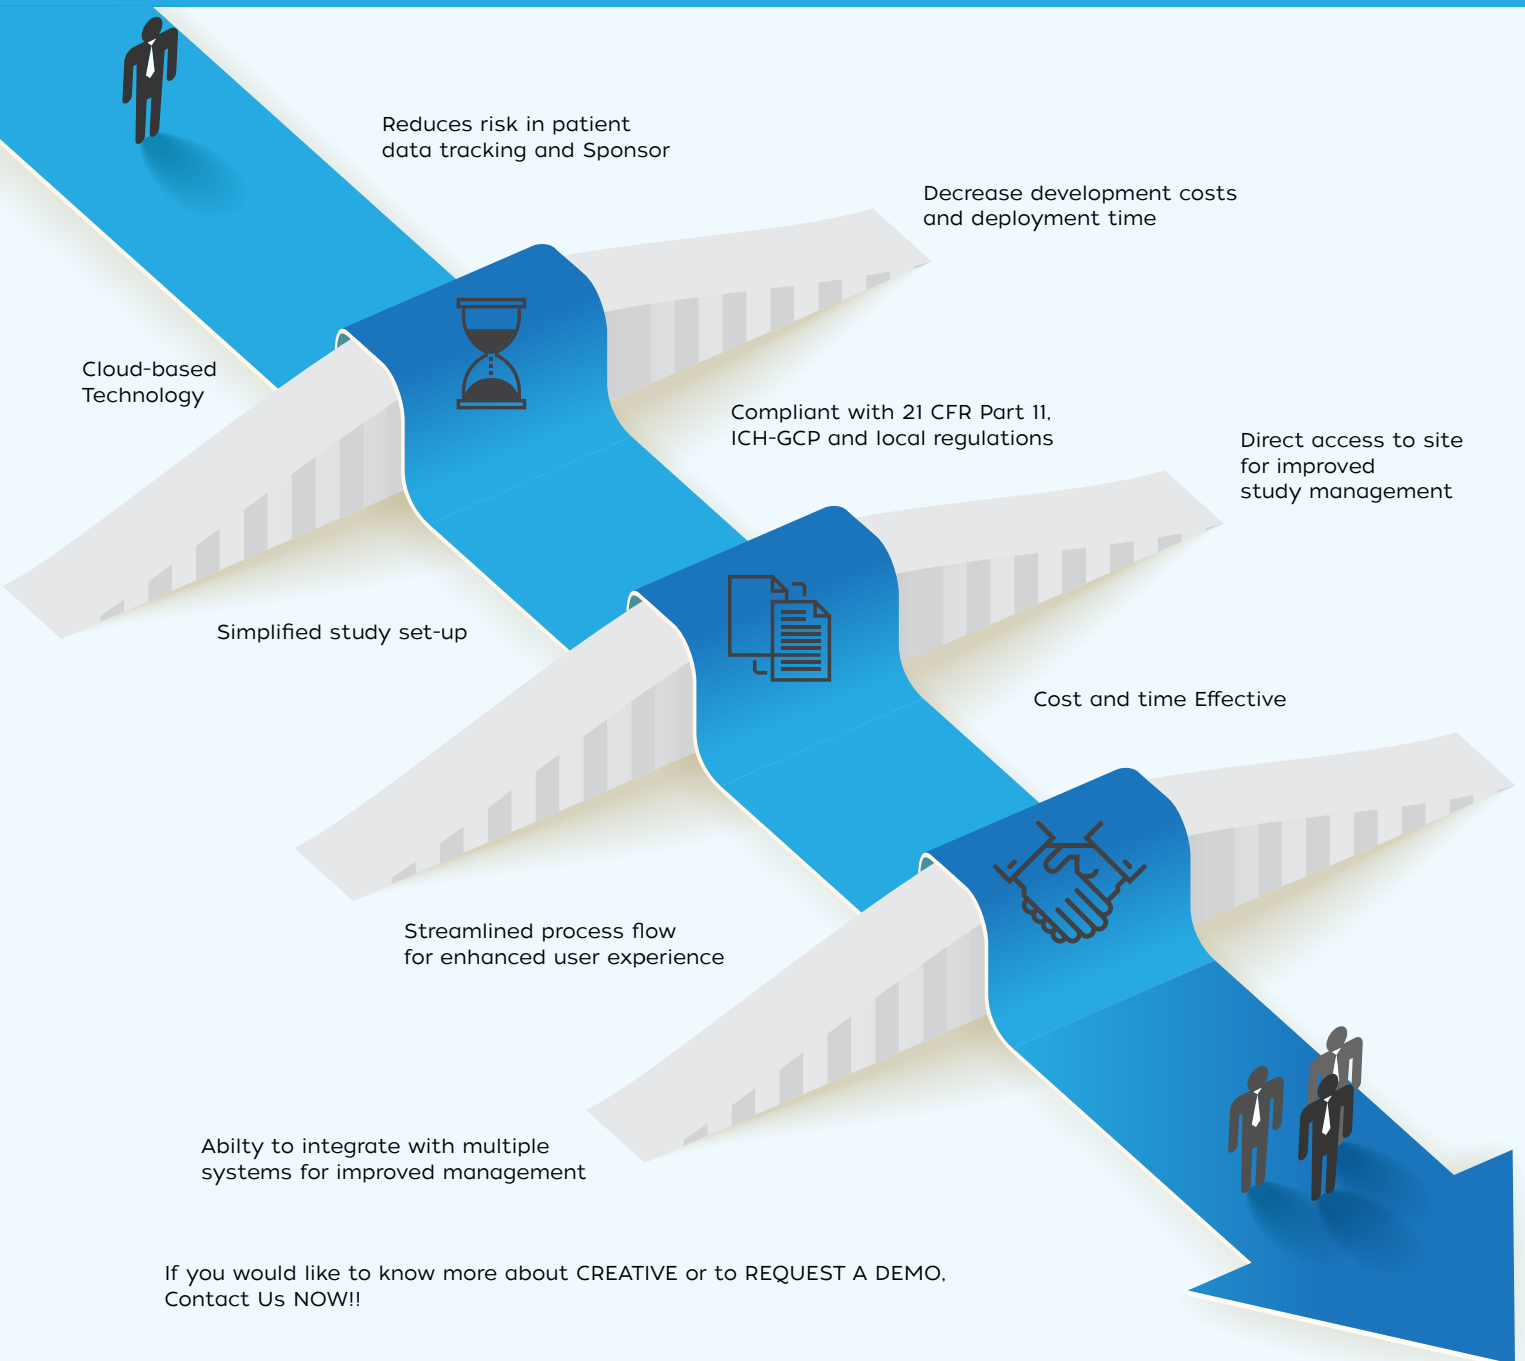 Reduces risk in patient
data tracking and Sponsor
Decrease development costs
and deployment time
Cloud-based
Technology
Compliant with 21 CFR Part 11,
ICH-GCP and local regulations
Direct access to site
for improved
study management
Simplified study set-up
Cost and time Effective
Streamlined process flow
for enhanced user experience
Abilty to integrate with multiple
systems for improved management
If you would like to know more about CREATIVE or to REQUEST A DEMO,
Contact Us NOW!!